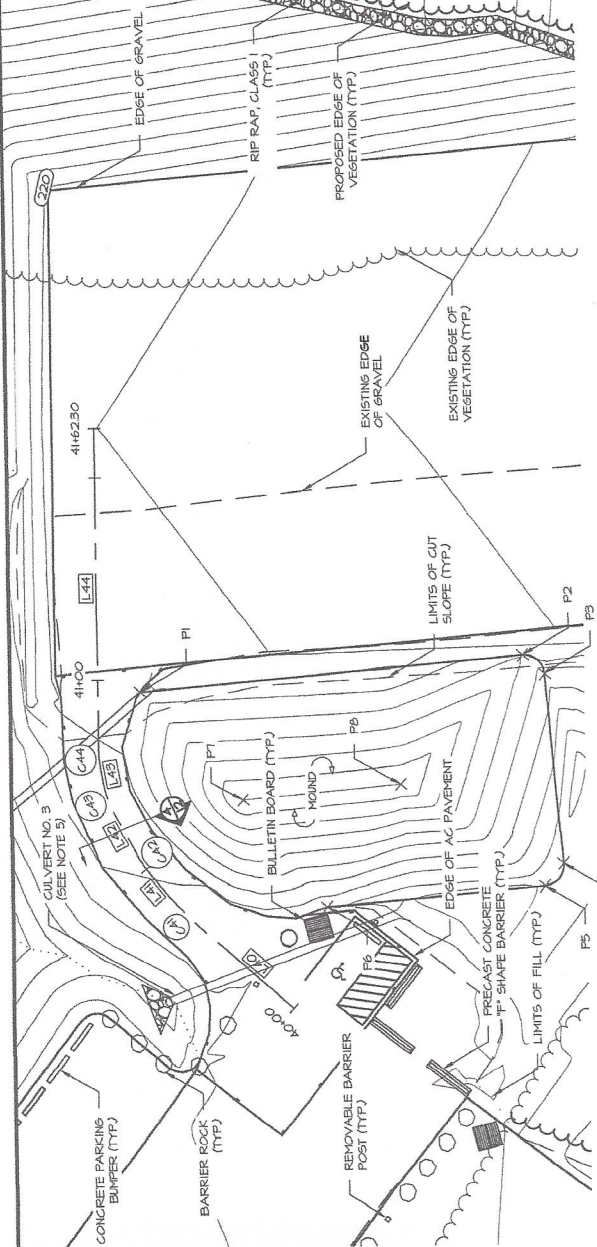 EDGE OF GRAVEL
RIP RAP, CLASS I
(TYP.)
PROPOSED EDGE OF
VEGETATION (TYP.)
220
41+62.30
EXISTING EDGE
OF GRAVEL
EXISTING EDGE OF
VEGETATION (TYP.)
L44
41+00
P1
LIMITS OF CUT
SLOPE (TYP.)
P2
P3
CULVERT NO. 3
(SEE NOTE 5)
C44
L43
C43
L42
C42
L41
P7
MOUND
P8
BULLETIN BOARD (TYP.)
EDGE OF AC PAVEMENT
L40
40+00
P6
PRECAST CONCRETE
"F" SHAPE BARRIER (TYP.)
P5
LIMITS OF FILL (TYP.)
CONCRETE PARKING
BUMPER (TYP.)
BARRIER ROCK
(TYP.)
REMOVABLE BARRIER
POST (TYP.)